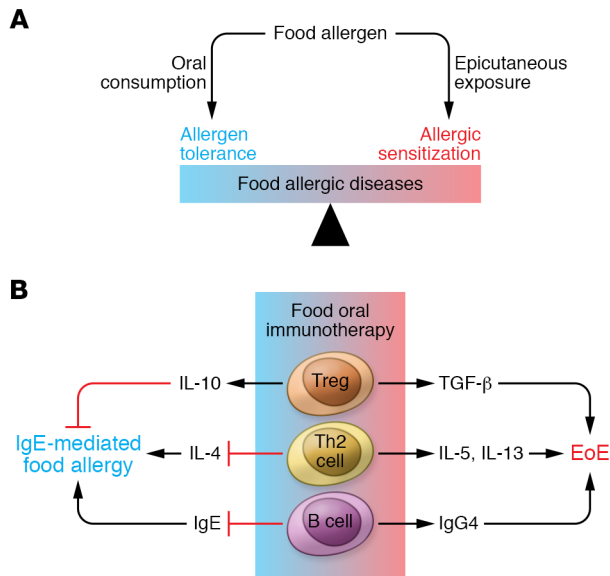 A
Food allergen
Oral
consumption
Epicutaneous
exposure
Allergen
tolerance
Allergic
sensitization
Food allergic diseases
B
Food oral
immunotherapy
IL-10
Treg
TGF-β
IgE-mediated
food allergy
IL-4
Th2
cell
IL-5, IL-13
EoE
IgE
B cell
IgG4